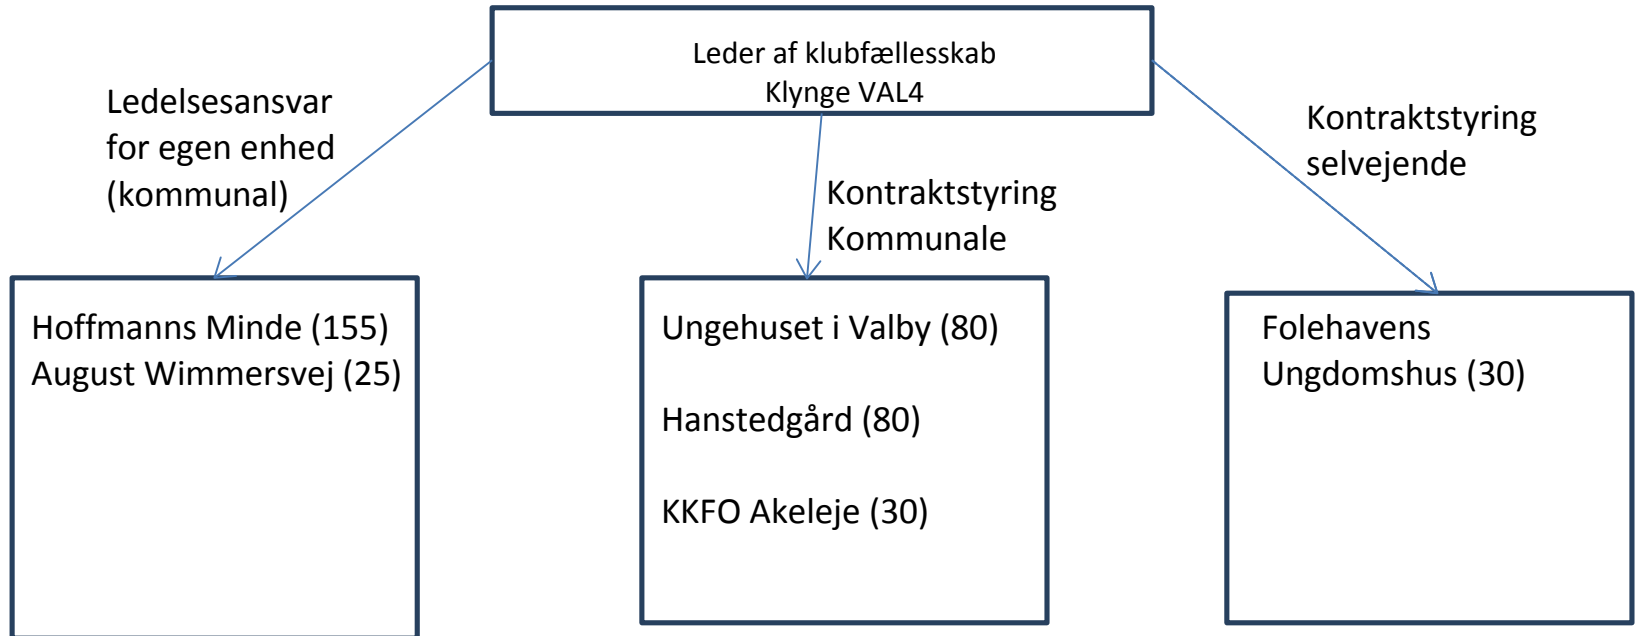 Leder af klubfællesskab
Klynge VAL4
Ledelsesansvar
for egen enhed
(kommunal)
Kontraktstyring
Kommunale
Kontraktstyring
selvejende
Hoffmanns Minde (155)
August Wimmersvej (25)
Ungehuset i Valby (80)
Hanstedgård (80)
KKFO Akeleje (30)
Folehavens
Ungdomshus (30)